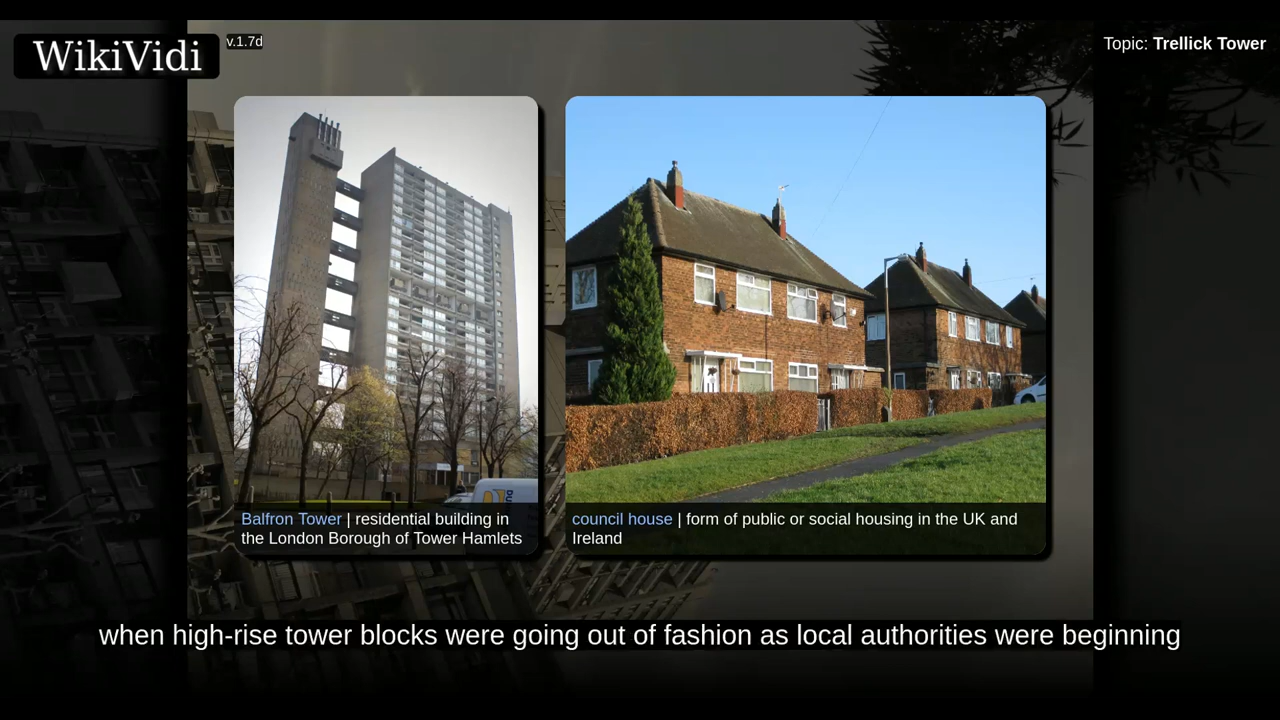 WikiVidi
v.1.7d
Topic: Trellick Tower
Balfron Tower | residential building in
the London Borough of Tower Hamlets
council house | form of public or social housing in the UK and
Ireland
when high-rise tower blocks were going out of fashion as local authorities were beginning